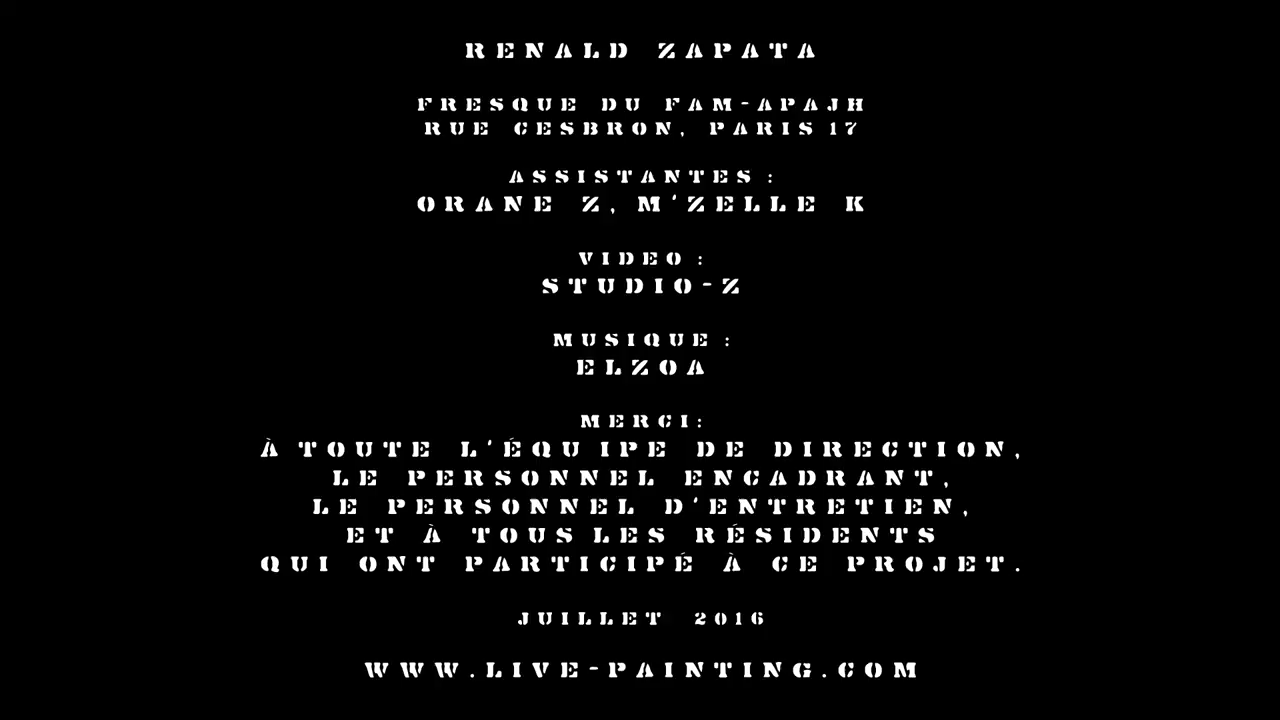 RENALD ZAPATA
FRESQUE DU FAM-APAJH
RUE CESBRON, PARIS 17
ASSISTANTES :
ORANE Z, M'ZELLE K
VIDEO :
STUDIO-Z
MUSIQUE :
ELZOA
MERCI:
À TOUTE L'ÉQUIPE DE DIRECTION,
LE PERSONNEL ENCADRANT,
LE PERSONNEL D'ENTRETIEN,
ET À TOUS LES RÉSIDENTS
QUI ONT PARTICIPÉ À CE PROJET.
JUILLET 2016
WWW.LIVE-PAINTING.COM